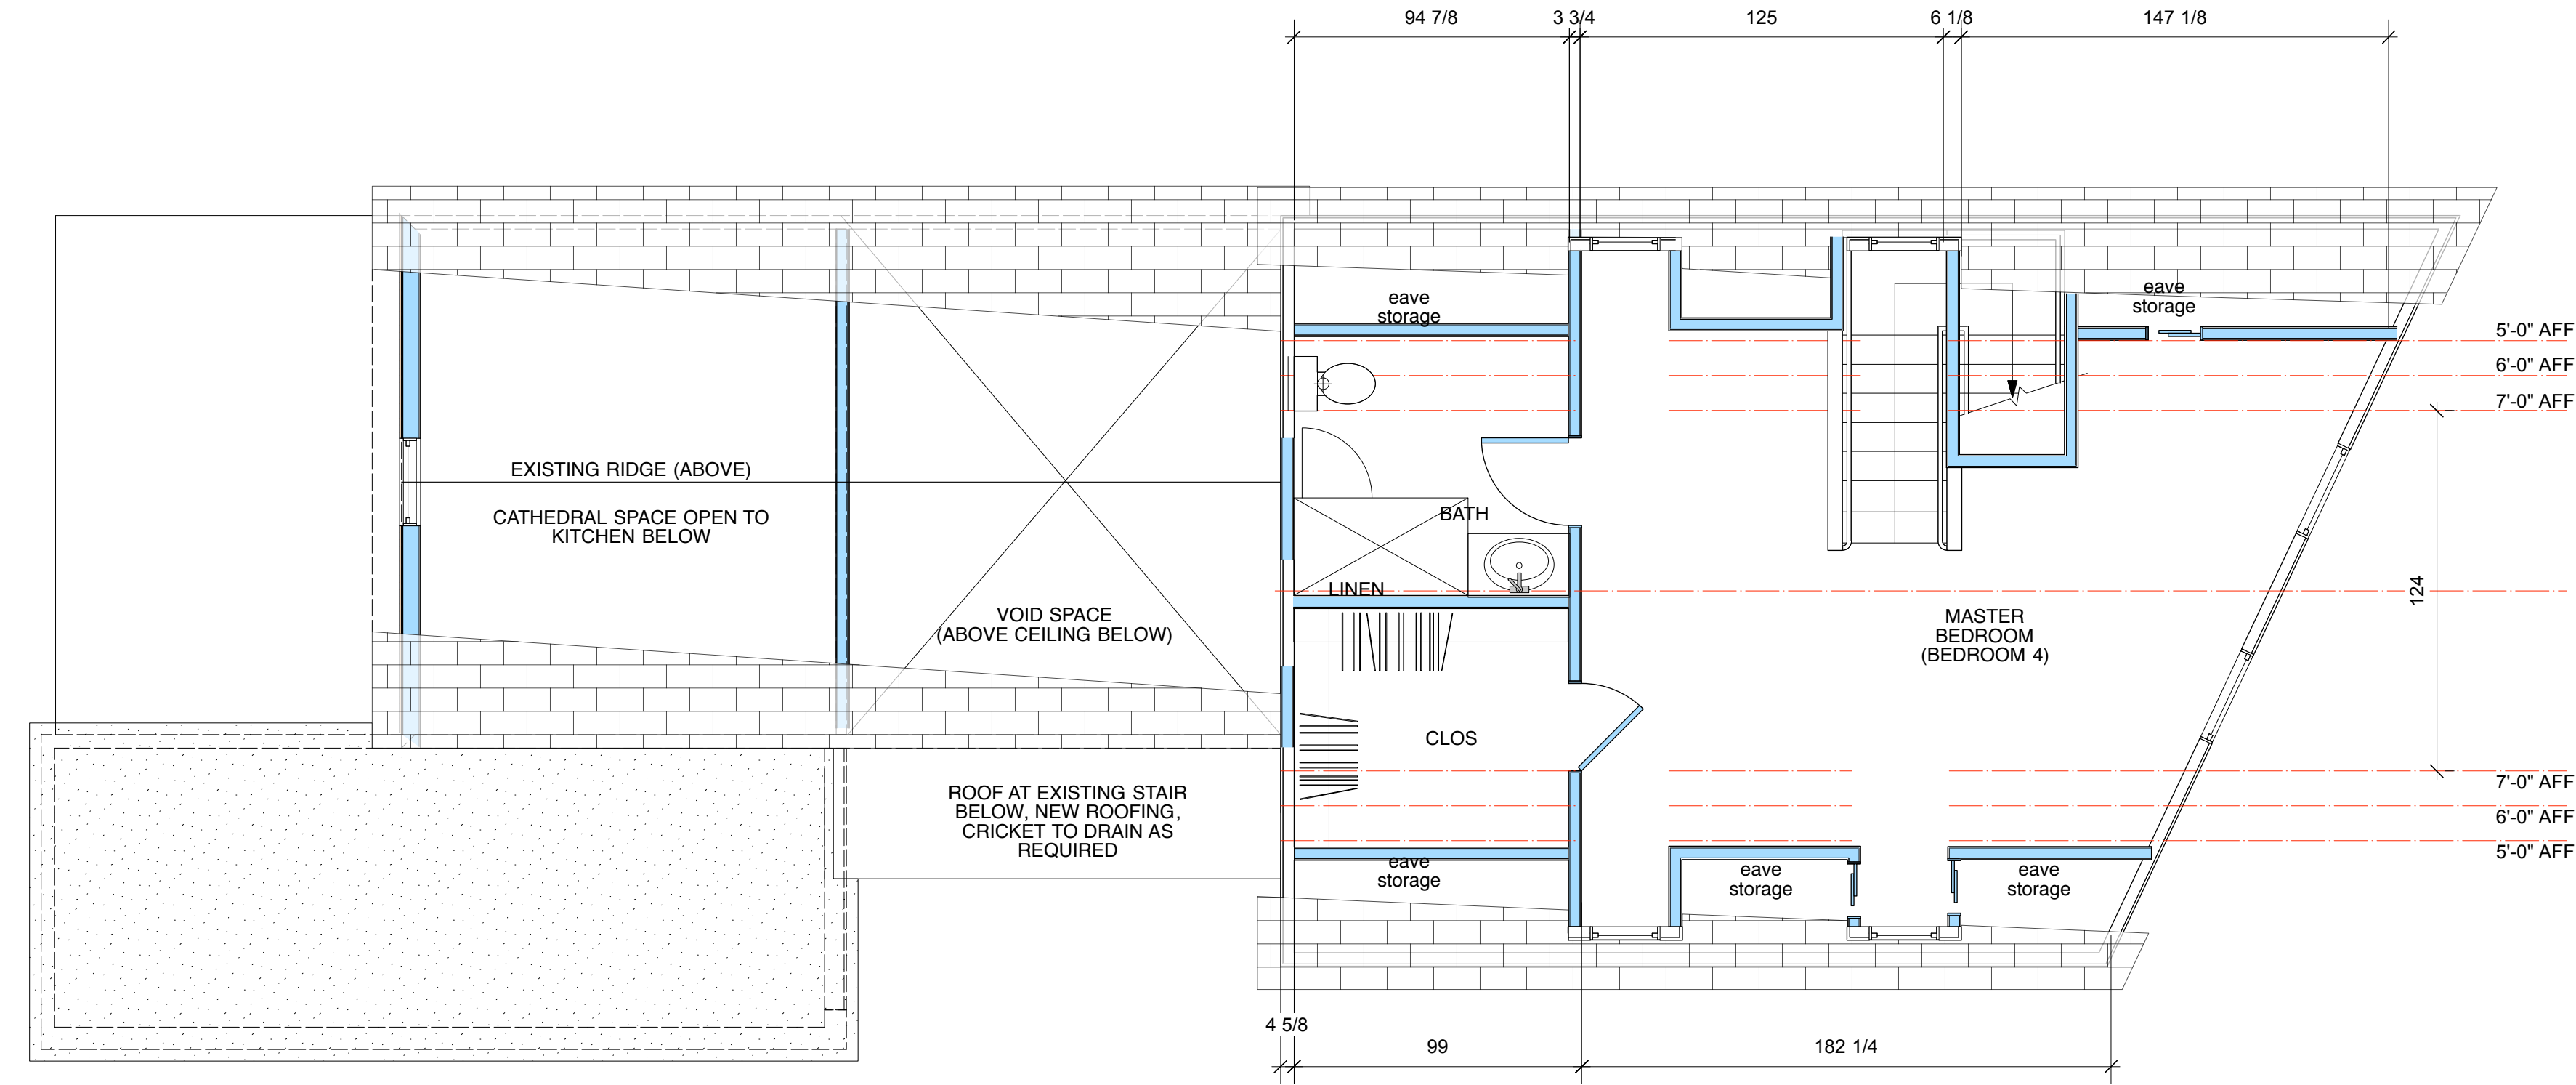 94 7/8
3 3/4
125
6 1/8
147 1/8
eave
storage
eave
storage
5'-0" AFF
6'-0" AFF
7'-0" AFF
EXISTING RIDGE (ABOVE)
CATHEDRAL SPACE OPEN TO
KITCHEN BELOW
BATH
LINEN
VOID SPACE
(ABOVE CEILING BELOW)
MASTER
BEDROOM
(BEDROOM 4)
124
CLOS
ROOF AT EXISTING STAIR
BELOW, NEW ROOFING,
CRICKET TO DRAIN AS
REQUIRED
7'-0" AFF
6'-0" AFF
5'-0" AFF
eave
storage
eave
storage
eave
storage
4 5/8
99
182 1/4